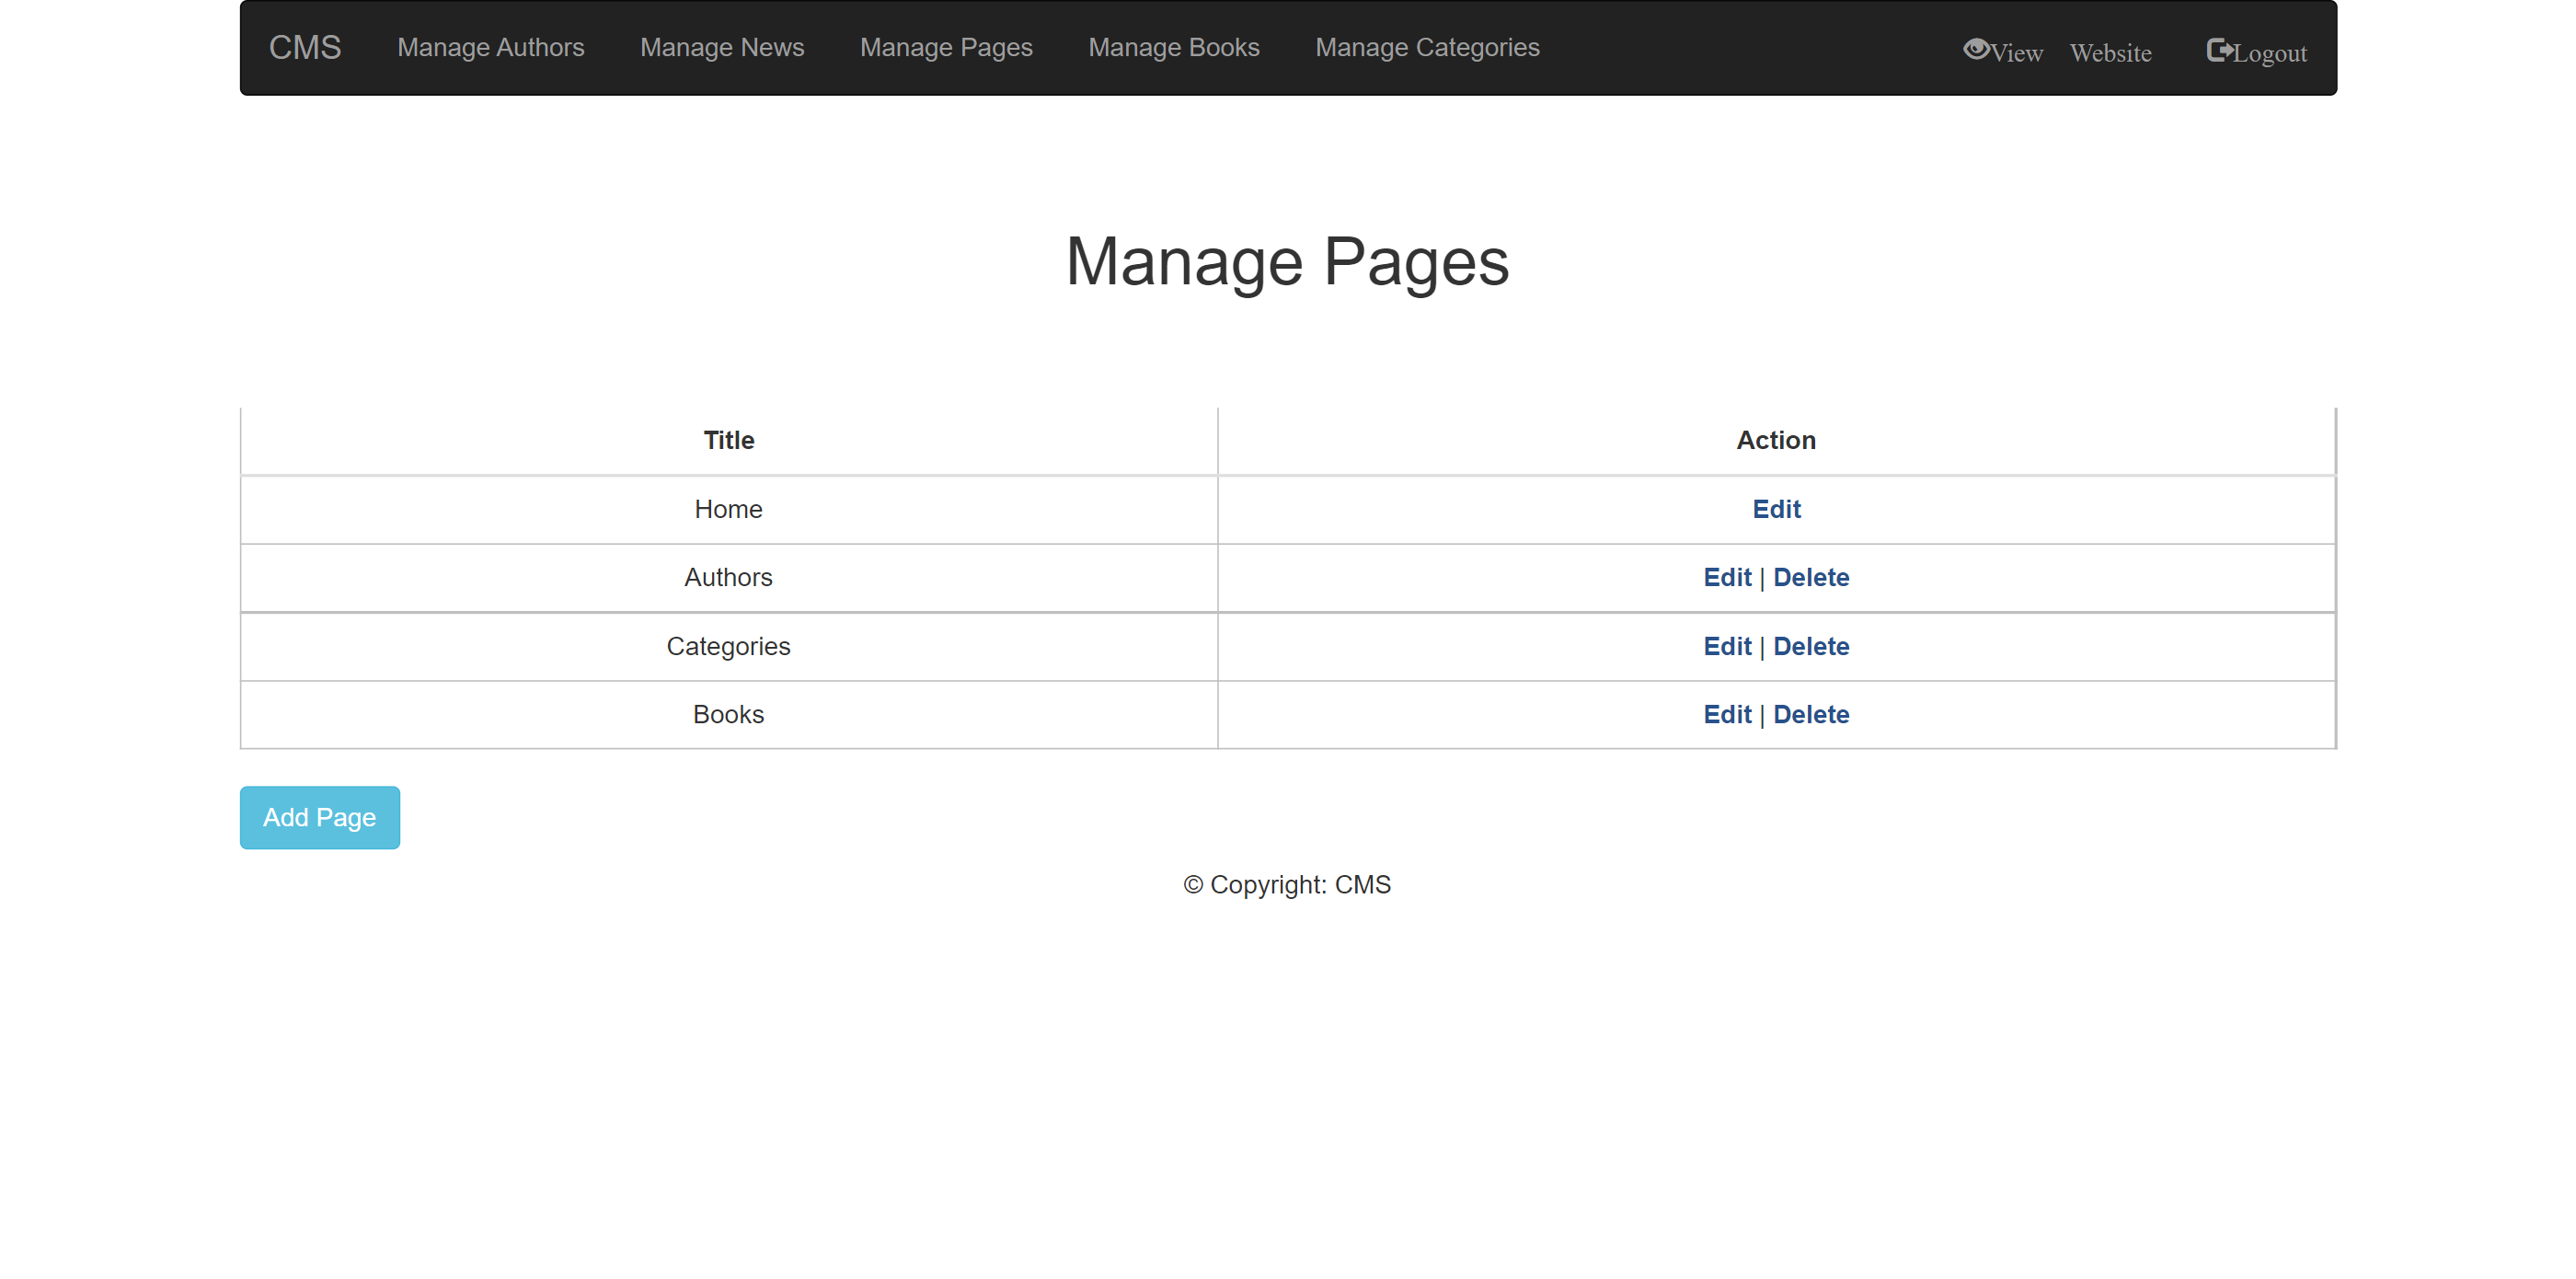 CMS Manage Authors Manage News Manage Pages Manage Books Manage Categories View Website Logout
Manage Pages
Title Action
Home Edit
Authors Edit | Delete
Categories Edit | Delete
Books Edit | Delete
Add Page
© Copyright: CMS